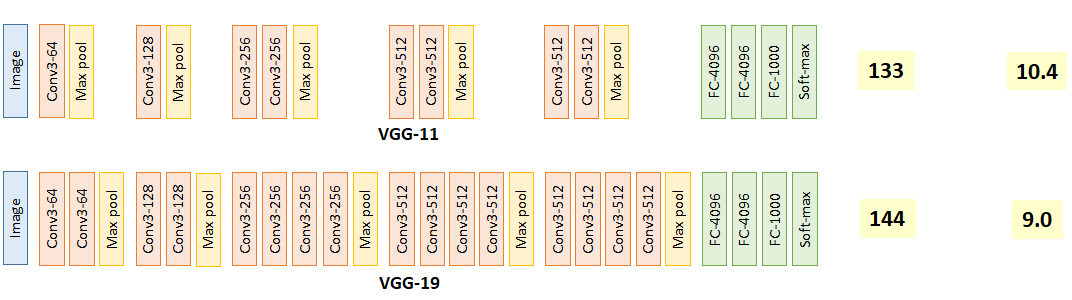 Image
Conv3-64
Max pool
Conv3-128
Max pool
Conv3-256
Conv3-256
Max pool
Conv3-512
Conv3-512
Max pool
Conv3-512
Conv3-512
Max pool
FC-4096
FC-4096
FC-1000
Soft-max
133
10.4
VGG-11
Image
Conv3-64
Conv3-64
Max pool
Conv3-128
Conv3-128
Max pool
Conv3-256
Conv3-256
Conv3-256
Conv3-256
Max pool
Conv3-512
Conv3-512
Conv3-512
Conv3-512
Max pool
Conv3-512
Conv3-512
Conv3-512
Conv3-512
Max pool
FC-4096
FC-4096
FC-1000
Soft-max
144
9.0
VGG-19